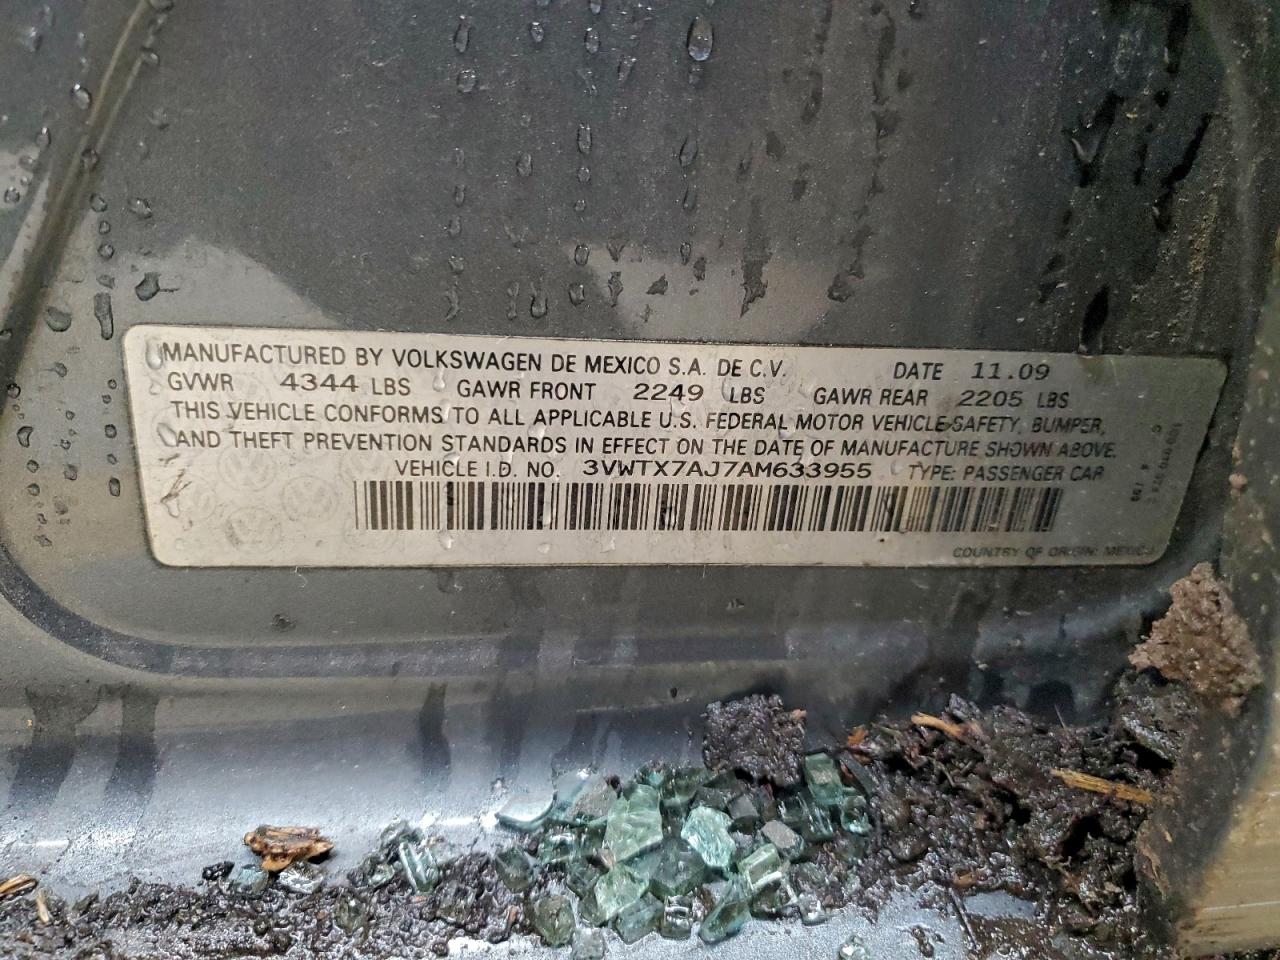 MANUFACTURED BY VOLKSWAGEN DE MEXICO S.A. DE C.V. DATE 11.09
GVWR 4344 LBS GAWR FRONT 2249 LBS GAWR REAR 2205 LBS
THIS VEHICLE CONFORMS TO ALL APPLICABLE U.S. FEDERAL MOTOR VEHICLE SAFETY, BUMPER,
AND THEFT PREVENTION STANDARDS IN EFFECT ON THE DATE OF MANUFACTURE SHOWN ABOVE.
VEHICLE I.D. NO. 3VWTX7AJ7AM633955 TYPE: PASSENGER CAR
COUNTRY OF ORIGIN: MEXICO